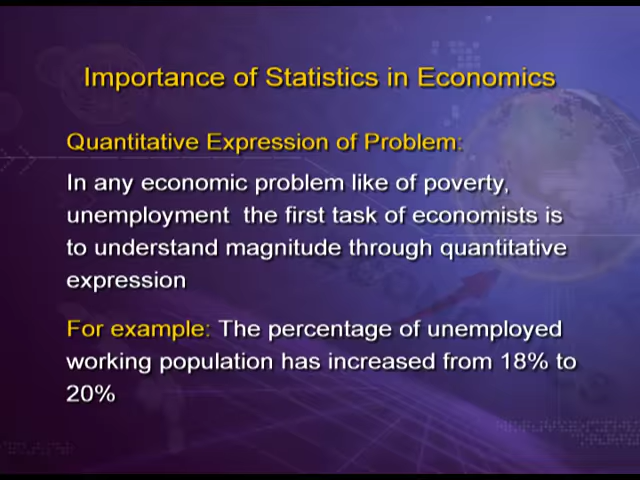 Importance of Statistics in Economics
Quantitative Expression of Problem:
In any economic problem like of poverty,
unemployment  the first task of economists is
to understand magnitude through quantitative
expression
For example: The percentage of unemployed
working population has increased from 18% to
20%